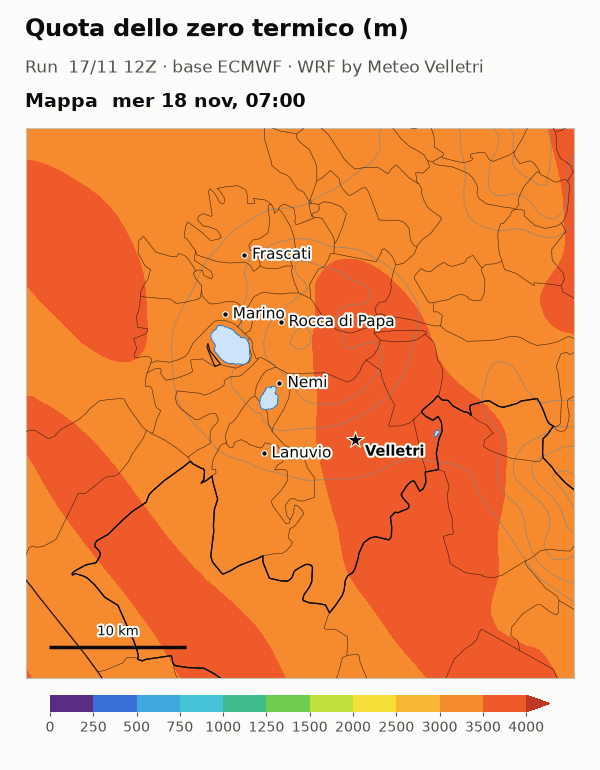 Quota dello zero termico (m)
Run 17/11 12Z · base ECMWF · WRF by Meteo Velletri
Mappa mer 18 nov, 07:00
Frascati
Marino
Rocca di Papa
Nemi
Velletri
Lanuvio
10 km
0 250 500 750 1000 1250 1500 2000 2500 3000 3500 4000